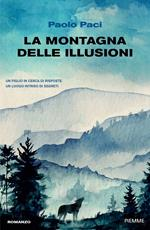 Paolo Paci
LA MONTAGNA
DELLE ILLUSIONI
UN FIGLIO IN CERCA DI RISPOSTE
UN LUOGO INTRISO DI SEGRETI
ROMANZO
PIEMME